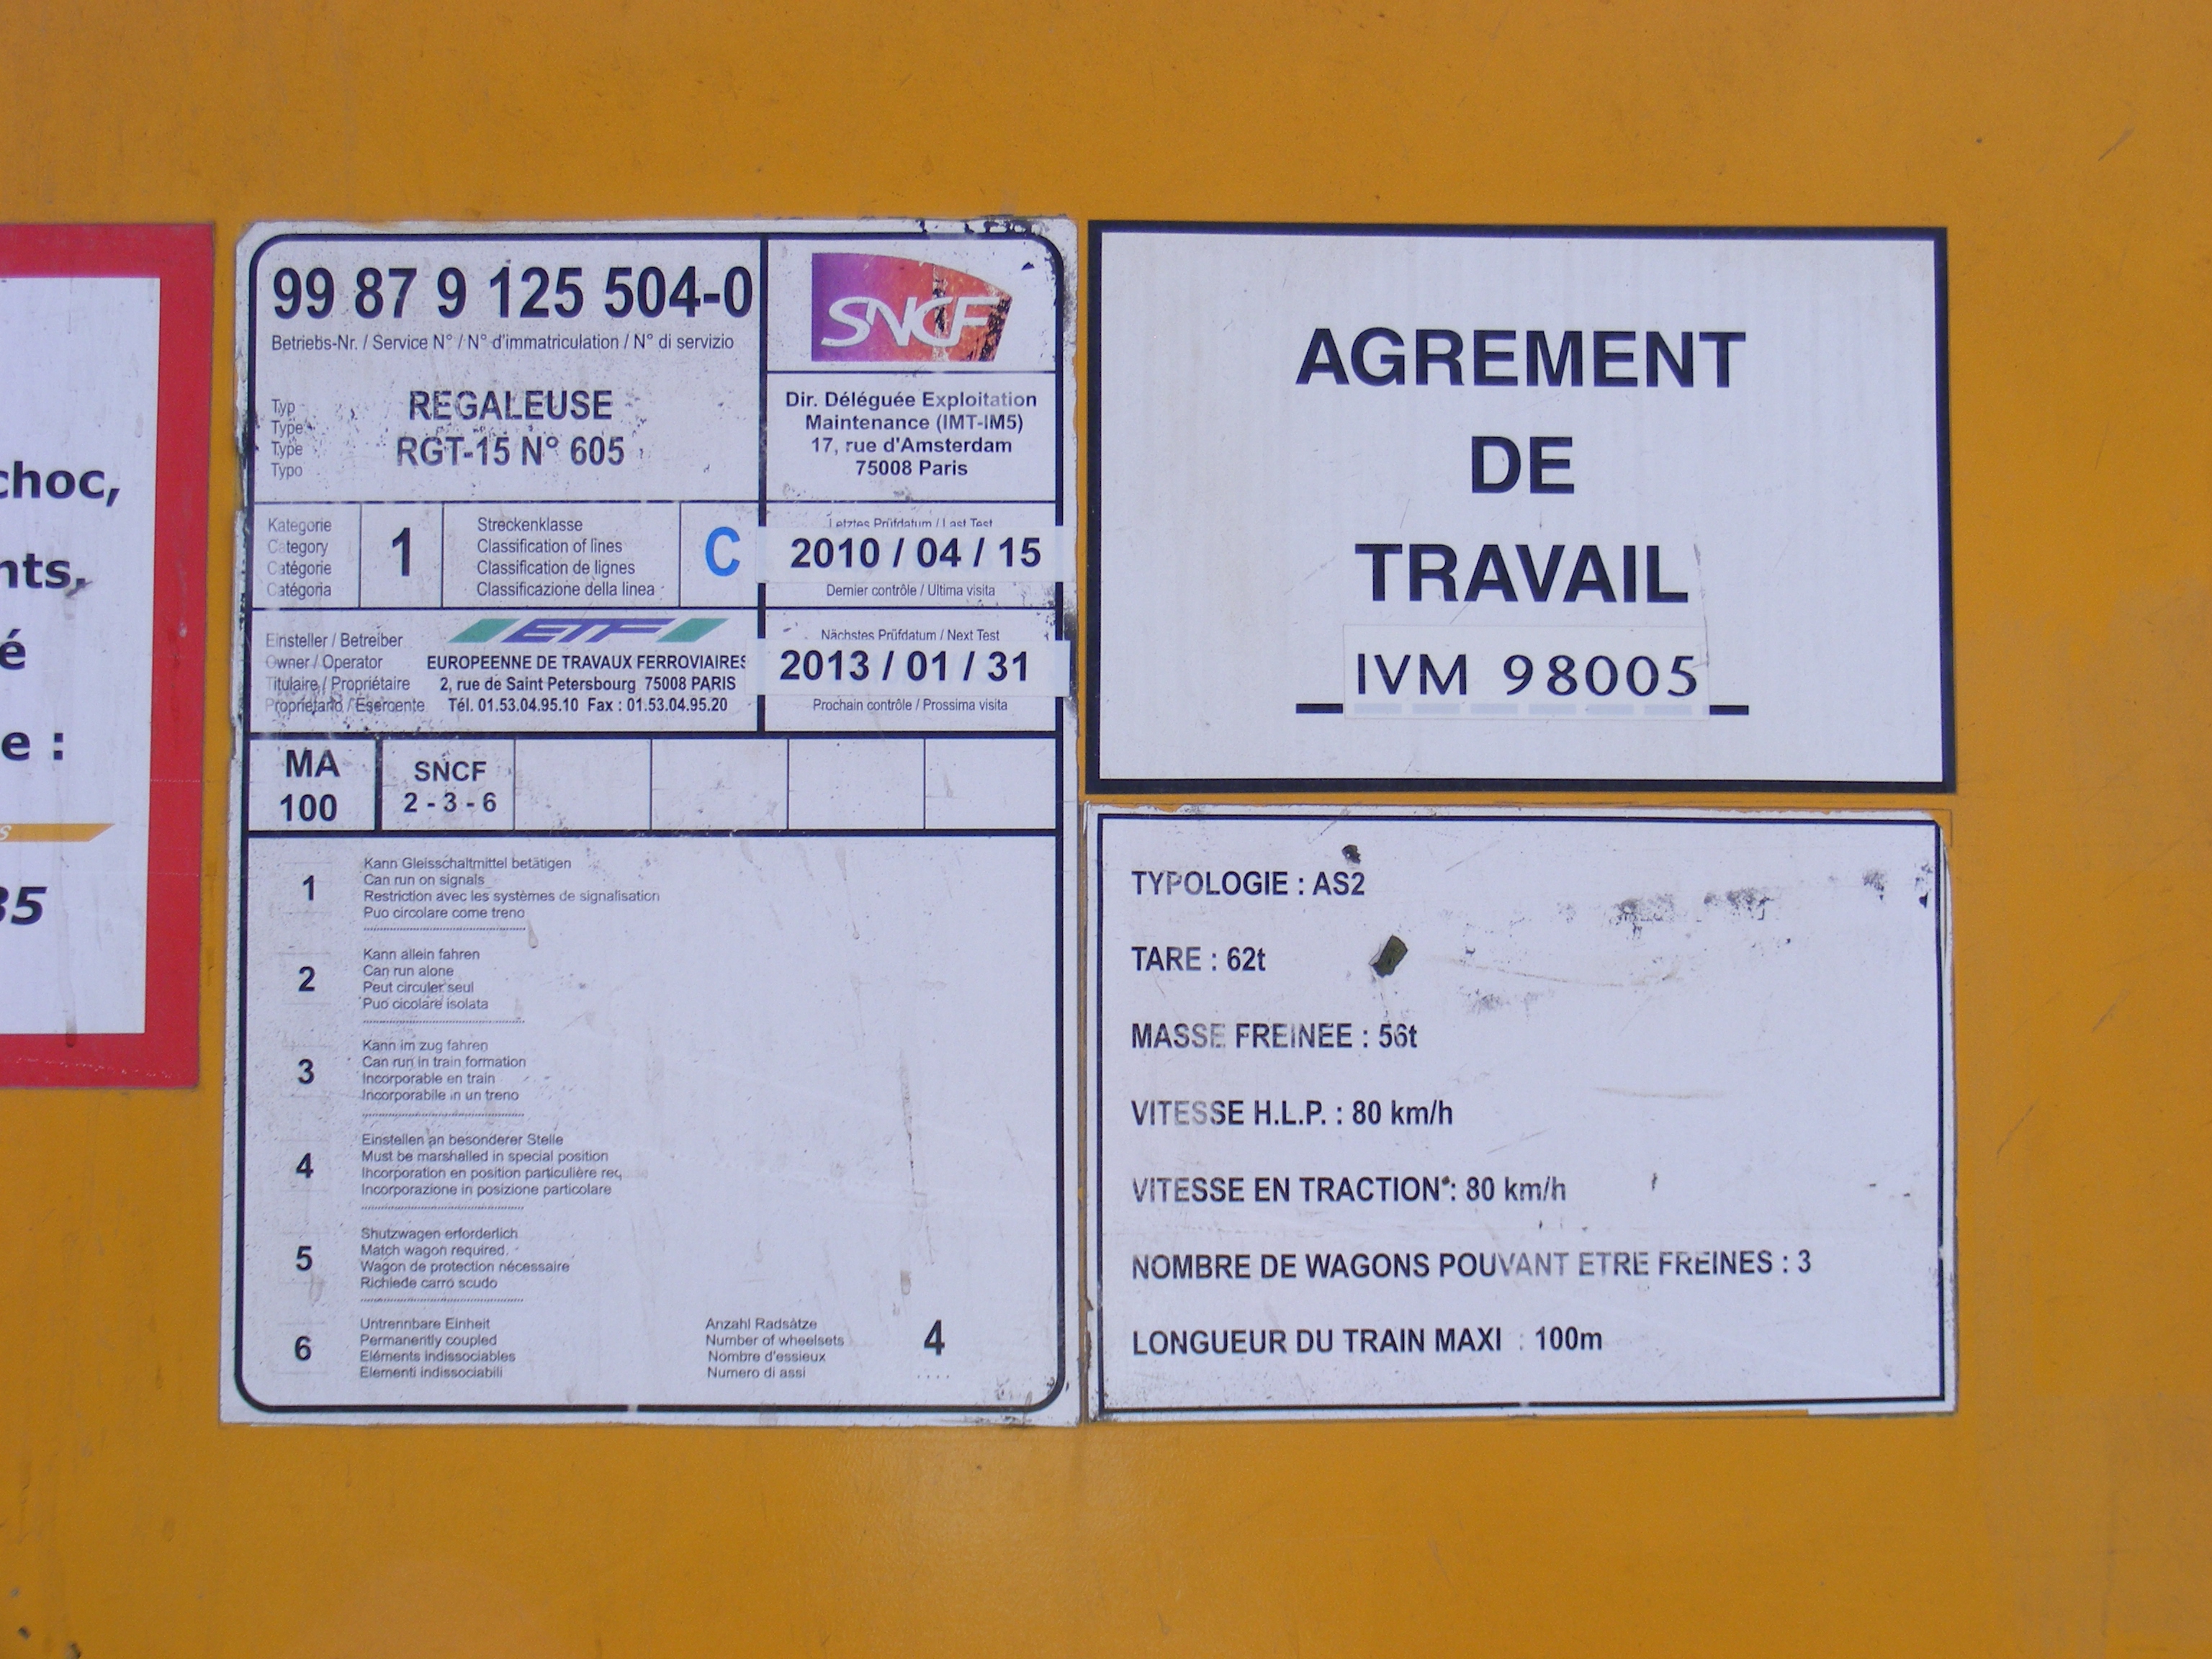 choc,
nts,
é
e :
s
35
99 87 9 125 504-0
Betriebs-Nr. / Service N° / N° d'immatriculation / N° di servizio
Typ
Type
Type
Typo
REGALEUSE
RGT-15 N° 605
SNCF
Dir. Déléguée Exploitation
Maintenance (IMT-IM5)
17, rue d'Amsterdam
75008 Paris
Kategorie
Category
Catégorie
Catégoria
1
Streckenklasse
Classification of lines
Classification de lignes
Classificazione della linea
C
Letztes Prüfdatum / Last Test
2010 / 04 / 15
Dernier contrôle / Ultima visita
Einsteller / Betreiber
Owner / Operator
Titulaire / Propriétaire
Proprietario / Esercente
ETF
EUROPEENNE DE TRAVAUX FERROVIAIRES
2, rue de Saint Petersbourg 75008 PARIS
Tél. 01.53.04.95.10 Fax : 01.53.04.95.20
Nächstes Prüfdatum / Next Test
2013 / 01 / 31
Prochain contrôle / Prossima visita
MA
100
SNCF
2 - 3 - 6
1
Kann Gleisschaltmittel betätigen
Can run on signals
Restriction avec les systèmes de signalisation
Puo circolare come treno
2
Kann allein fahren
Can run alone
Peut circuler seul
Puo cicolare isolata
3
Kann im zug fahren
Can run in train formation
Incorporable en train
Incorporabile in un treno
4
Einstellen an besonderer Stelle
Must be marshalled in special position
Incorporation en position particulière req
Incorporazione in posizione particolare
5
Shutzwagen erforderlich
Match wagon required.
Wagon de protection nécessaire
Richiede carro scudo
6
Untrennbare Einheit
Permanently coupled
Eléments indissociables
Elementi indissociabili
Anzahl Radsätze
Number of wheelsets
Nombre d'essieux
Numero di assi
4
AGREMENT
DE
TRAVAIL
IVM 98005
TYPOLOGIE : AS2
TARE : 62t
MASSE FREINEE : 56t
VITESSE H.L.P. : 80 km/h
VITESSE EN TRACTION : 80 km/h
NOMBRE DE WAGONS POUVANT ETRE FREINES : 3
LONGUEUR DU TRAIN MAXI : 100m